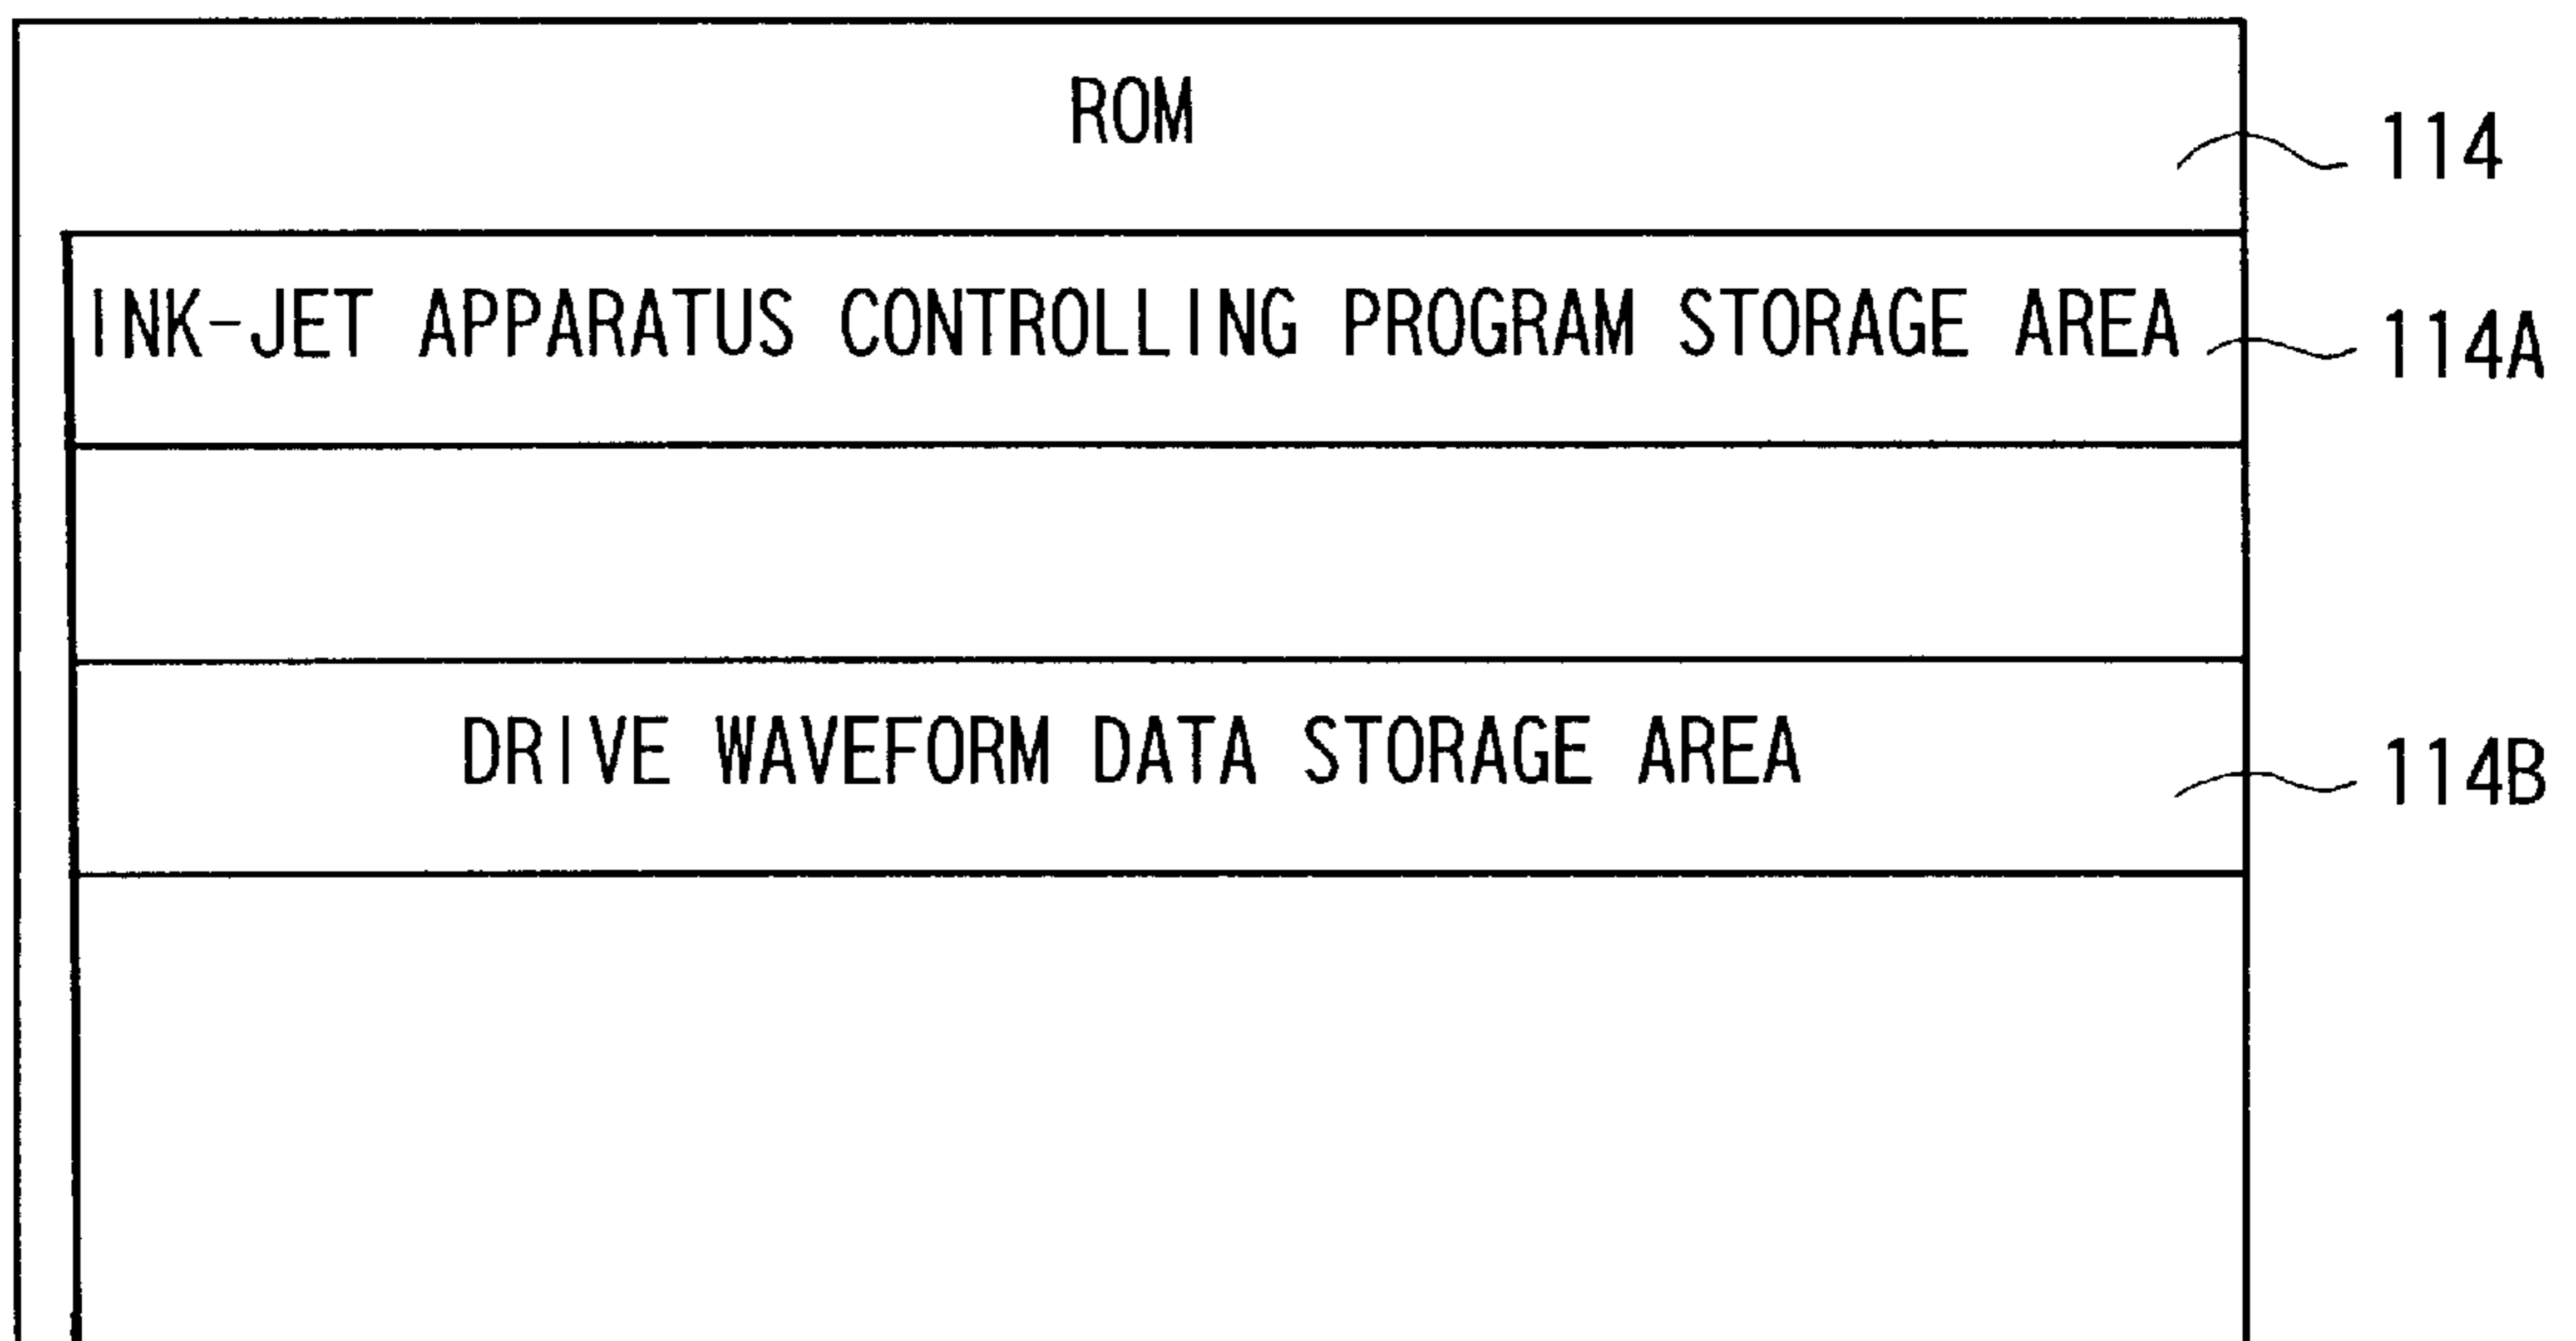 ROM
114
INK-JET APPARATUS CONTROLLING PROGRAM STORAGE AREA
114A
DRIVE WAVEFORM DATA STORAGE AREA
114B